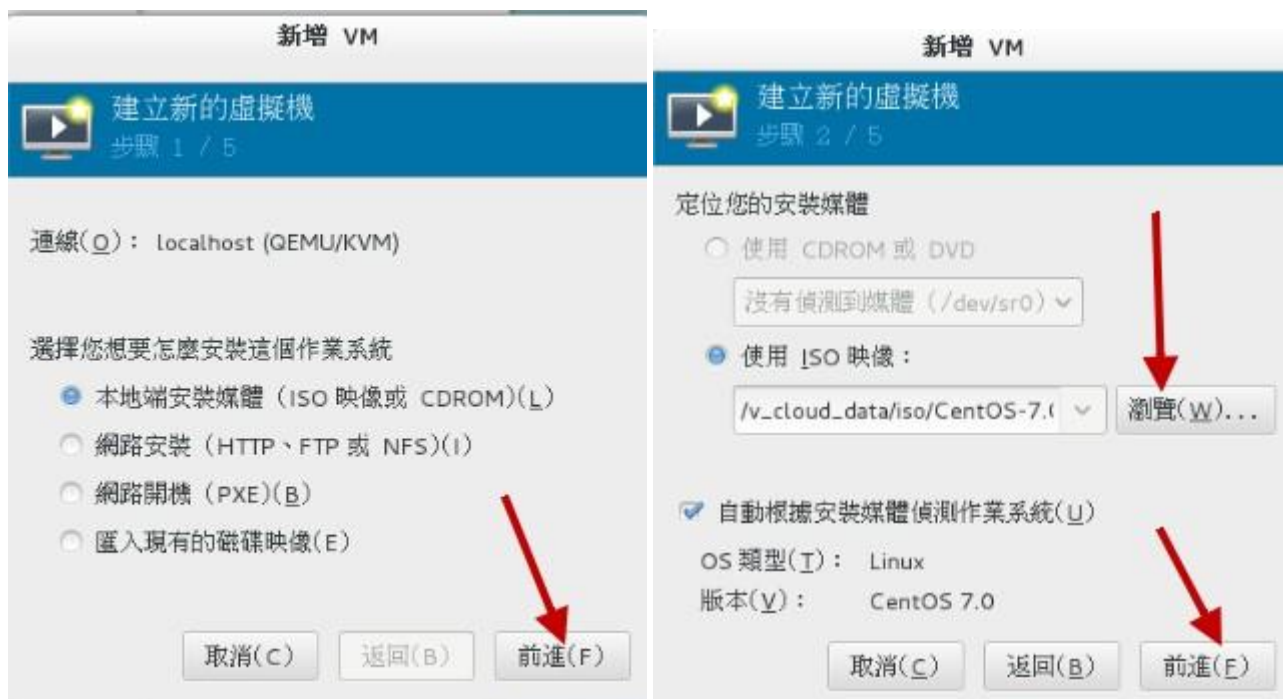 新增 VM
建立新的虛擬機
步驟 1 / 5
連線(O)： localhost (QEMU/KVM)
選擇您想要怎麼安裝這個作業系統
本地端安裝媒體（ISO 映像或 CDROM）(L)
網路安裝（HTTP、FTP 或 NFS）(I)
網路開機（PXE）(B)
匯入現有的磁碟映像(E)
取消(C)
返回(B)
前進(F)
新增 VM
建立新的虛擬機
步驟 2 / 5
定位您的安裝媒體
使用 CDROM 或 DVD
沒有偵測到媒體（/dev/sr0）
使用 ISO 映像：
/v_cloud_data/iso/CentOS-7.(
瀏覽(W)...
自動根據安裝媒體偵測作業系統(U)
OS 類型(T)： Linux
版本(V)： CentOS 7.0
取消(C)
返回(B)
前進(F)